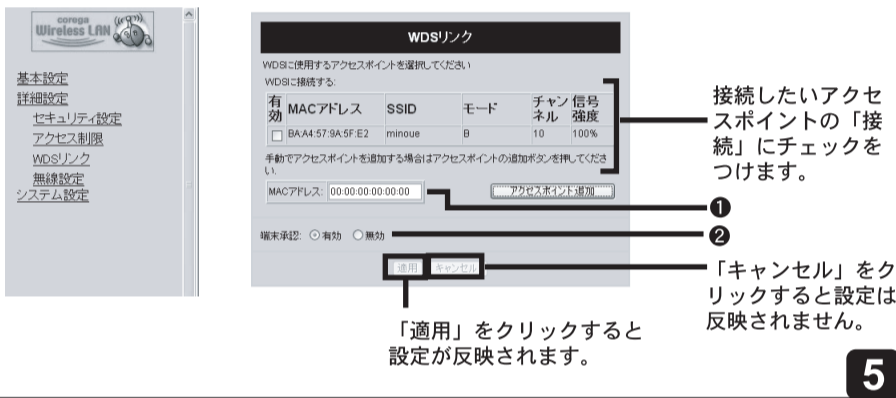 corega
Wireless LAN
基本設定
詳細設定
セキュリティ設定
アクセス制限
WDSリンク
無線設定
システム設定
WDSリンク
WDSに使用するアクセスポイントを選択してください
WDSに接続する:
有効 MACアドレス SSID モード チャンネル 信号強度
BA:A4:57:9A:5F:E2 minoue B 10 100%
手動でアクセスポイントを追加する場合はアクセスポイントの追加ボタンを押してくださ
い.
MACアドレス: 00:00:00:00:00:00 アクセスポイント追加
端末承認: 有効 無効
適用 キャンセル
接続したいアクセ
スポイントの「接
続」にチェックを
つけます。
❶
❷
「キャンセル」をク
リックすると設定は
反映されません。
「適用」をクリックすると
設定が反映されます。
5